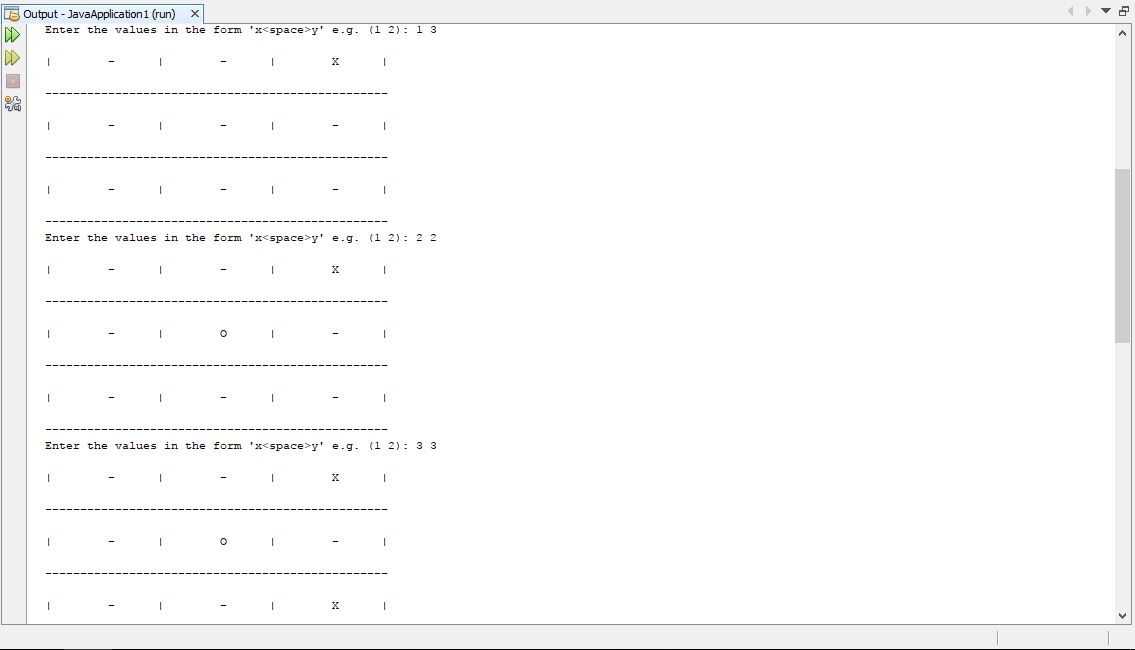 Output - JavaApplication1 (run)
Enter the values in the form 'x<space>y' e.g. (1 2): 1 3
| - | - | X |
-------------------------------------------------
| - | - | - |
-------------------------------------------------
| - | - | - |
-------------------------------------------------
Enter the values in the form 'x<space>y' e.g. (1 2): 2 2
| - | - | X |
-------------------------------------------------
| - | O | - |
-------------------------------------------------
| - | - | - |
-------------------------------------------------
Enter the values in the form 'x<space>y' e.g. (1 2): 3 3
| - | - | X |
-------------------------------------------------
| - | O | - |
-------------------------------------------------
| - | - | X |